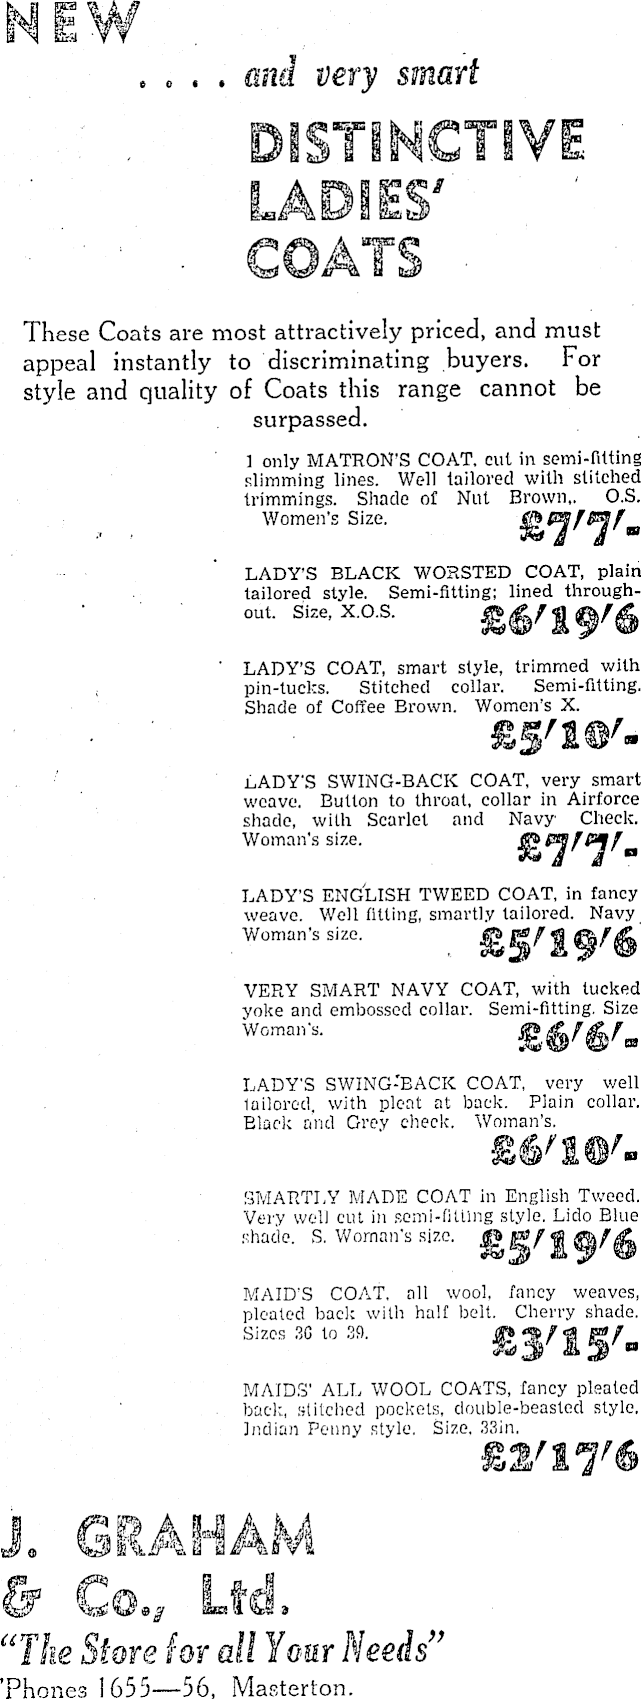 NEW
. . . . and very smart
DISTINCTIVE
LADIES'
COATS
These Coats are most attractively priced, and must
appeal instantly to discriminating buyers. For
style and quality of Coats this range cannot be
surpassed.
1 only MATRON'S COAT, cut in semi-fitting
slimming lines. Well tailored with stitched
trimmings. Shade of Nut Brown,. O.S.
Women's Size. £7'7'-
LADY'S BLACK WORSTED COAT, plain
tailored style. Semi-fitting; lined through-
out. Size, X.O.S. £6'19'6
LADY'S COAT, smart style, trimmed with
pin-tucks. Stitched collar. Semi-fitting.
Shade of Coffee Brown. Women's X.
£5'10'-
LADY'S SWING-BACK COAT, very smart
weave. Button to throat, collar in Airforce
shade, with Scarlet and Navy Check.
Woman's size. £7'7'-
LADY'S ENGLISH TWEED COAT, in fancy
weave. Well fitting, smartly tailored. Navy
Woman's size. £5'19'6
VERY SMART NAVY COAT, with tucked
yoke and embossed collar. Semi-fitting. Size
Woman's. £6'6'-
LADY'S SWING-BACK COAT, very well
tailored, with pleat at back. Plain collar.
Black and Grey check. Woman's.
£6'10'-
SMARTLY MADE COAT in English Tweed.
Very well cut in semi-fitting style. Lido Blue
shade. S. Woman's size. £5'19'6
MAID'S COAT, all wool, fancy weaves,
pleated back with half belt. Cherry shade.
Sizes 36 to 39. £3'15'-
MAIDS' ALL WOOL COATS, fancy pleated
back, stitched pockets, double-beasted style,
Indian Penny style. Size, 33in.
£2'17'6
J. GRAHAM
& Co., Ltd.
"The Store for all Your Needs"
'Phones 1655—56, Masterton.